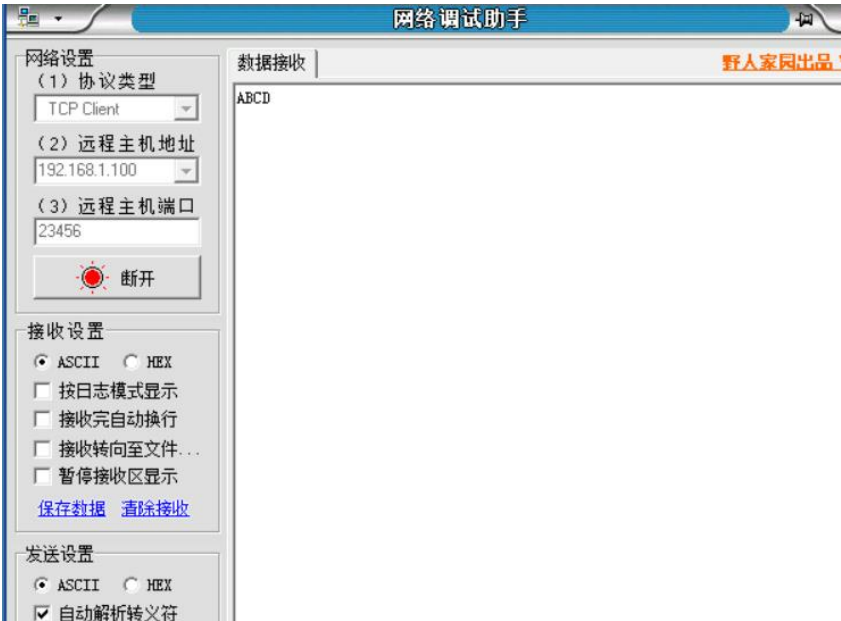 网络调试助手
网络设置
(1) 协议类型
TCP Client
(2) 远程主机地址
192.168.1.100
(3) 远程主机端口
23456
断开
接收设置
ASCII HEX
按日志模式显示
接收完自动换行
接收转向至文件...
暂停接收区显示
保存数据 清除接收
发送设置
ASCII HEX
自动解析转义符
数据接收
野人家园出品
ABCD